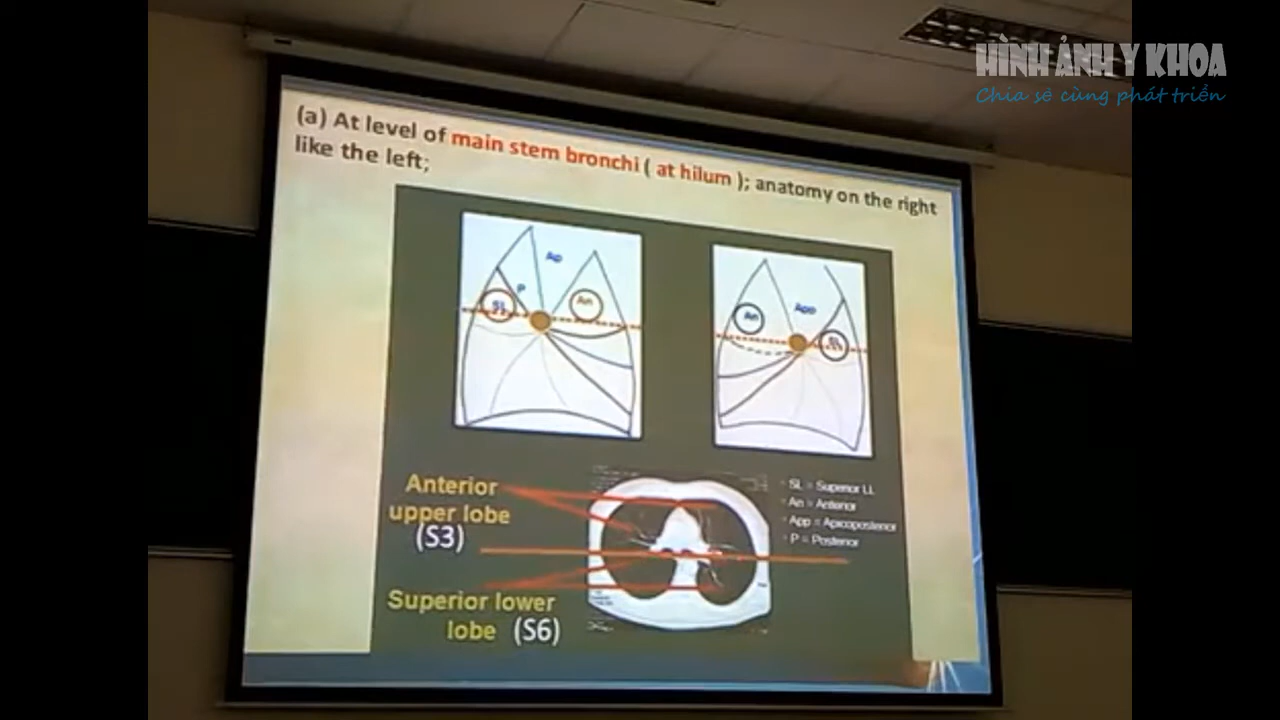 HÌNH ẢNH Y KHOA
Chia sẻ cùng phát triển
(a) At level of main stem bronchi ( at hilum ); anatomy on the right
like the left;
Ap
P
SL
An
An
App
SL
Anterior
upper lobe
(S3)
Superior lower
lobe (S6)
SL = Superior LL
An = Anterior
App = Apicoposterior
P = Posterior